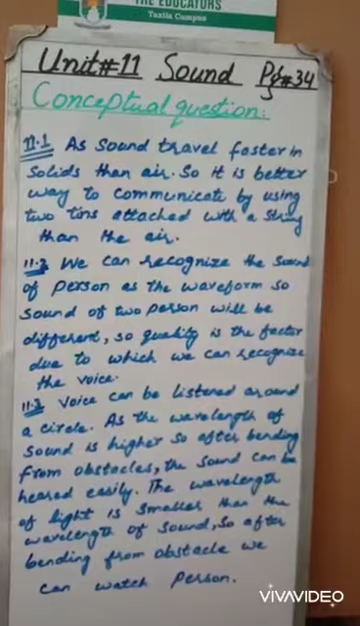 THE EDUCATORS
Taxila Campus
Unit#11 Sound Pg#34
Conceptual question:
11.1 As sound travel faster in
solids than air. So it is better
way to communicate by using
two tins attached with a string
than the air.
11.2 We can recognize the sound
of person as the waveform so
sound of two person will be
different, so quality is the factor
due to which we can recognize
the voice.
11.3 Voice can be listened around
a circle. As the wavelength of
sound is higher so after bending
from obstacles, the sound can be
heared easily. The wavelength
of light is smaller than the
wavelength of sound, so after
bending from obstacle we
can watch person.
VIVAVIDEO